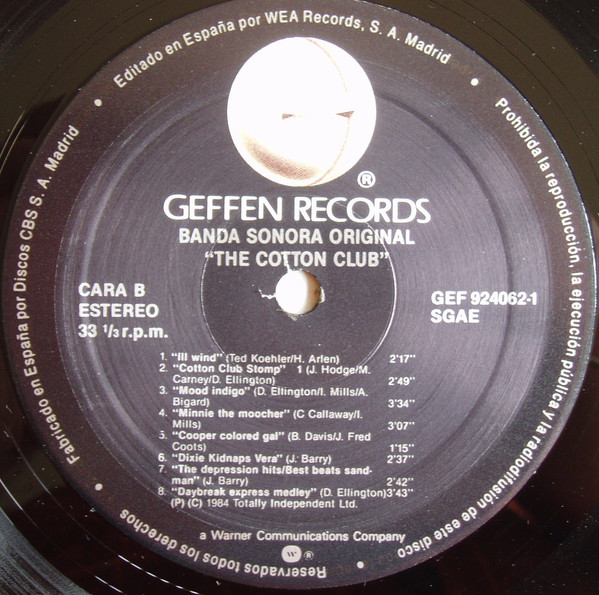 Editado en España por WEA Records, S. A. Madrid
Prohibida la reproducción, la ejecución pública y la radiodifusión de este disco
Reservados todos los derechos
Fabricado en España por Discos CBS S. A. Madrid
®
GEFFEN RECORDS
BANDA SONORA ORIGINAL
“THE COTTON CLUB”
CARA B
ESTEREO
33 1/3 r.p.m.
GEF 924062-1
SGAE
1. “ill wind” (Ted Koehler/H. Arlen) 2'17''
2. “Cotton Club Stomp” 1 (J. Hodge/M.
Carney/D. Ellington) 2'49''
3. “Mood indigo” (D. Ellington/I. Mills/A.
Bigard) 3'34''
4. “Minnie the moocher” (C Callaway/I.
Mills) 3'07''
5. “Cooper colored gal” (B. Davis/J. Fred
Coots) 1'15''
6. “Dixie Kidnaps Vera” (J. Barry) 2'37''
7. “The depression hits/Best beats sand-
man” (J. Barry) 2'42''
8. “Daybreak express medley” (D. Ellington) 3'43''
(P) (C) 1984 Totally Independent Ltd.
a Warner Communications Company
W ®